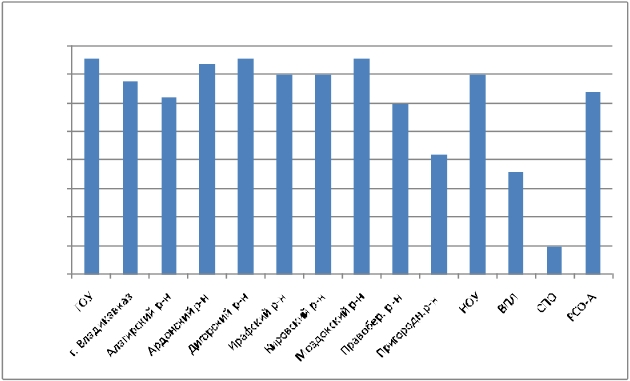 ГОУ
г. Владикавказ
Алагирский р-н
Ардонский р-н
Дигорский р-н
Ирафский р-н
Кировский р-н
Моздокский р-н
Правобер. р-н
Пригородн.р-н
НОУ
ВПЛ
СПО
РСО-А